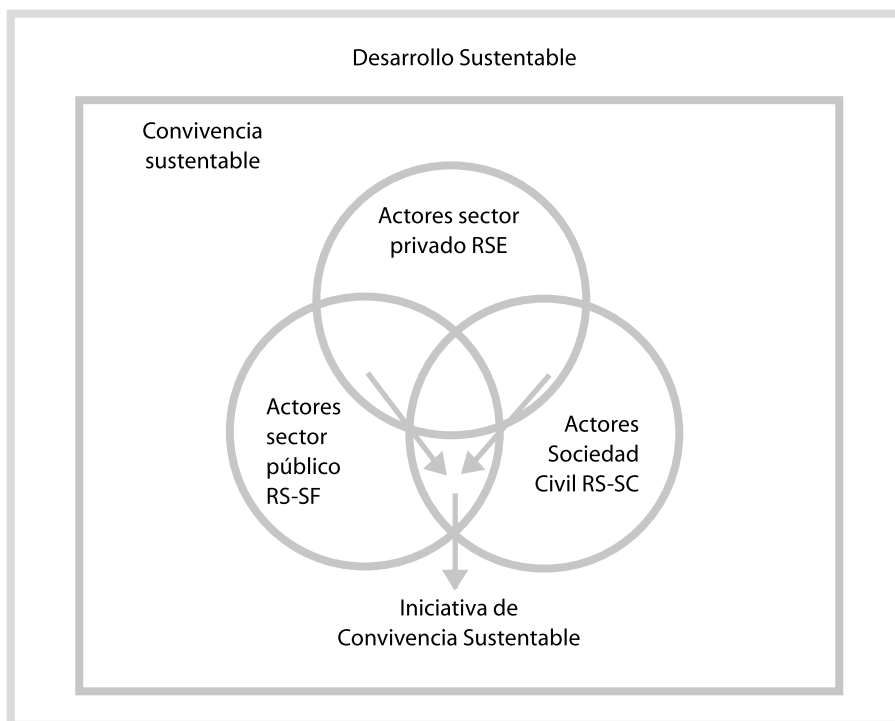 Desarrollo Sustentable
Convivencia
sustentable
Actores sector
privado RSE
Actores
sector
público
RS-SF
Actores
Sociedad
Civil RS-SC
Iniciativa de
Convivencia Sustentable